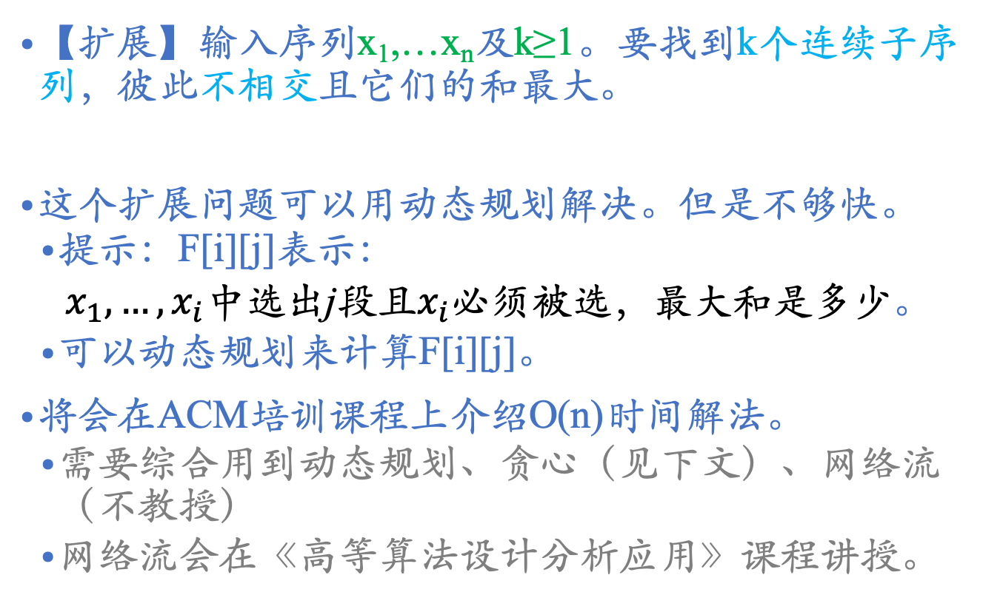 •【扩展】输入序列x₁,…xₙ及k≥1。要找到k个连续子序
列，彼此不相交且它们的和最大。
•这个扩展问题可以用动态规划解决。但是不够快。
•提示：F[i][j]表示：
x₁, … , xᵢ中选出j段且xᵢ必须被选，最大和是多少。
•可以动态规划来计算F[i][j]。
•将会在ACM培训课程上介绍O(n)时间解法。
•需要综合用到动态规划、贪心（见下文）、网络流
（不教授）
•网络流会在《高等算法设计分析应用》课程讲授。